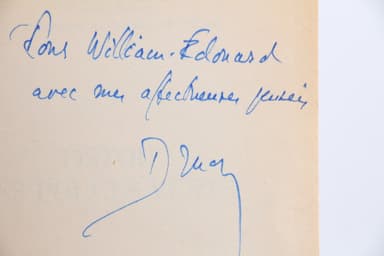 Pour William-Edouard
avec mes affectueuses pensées